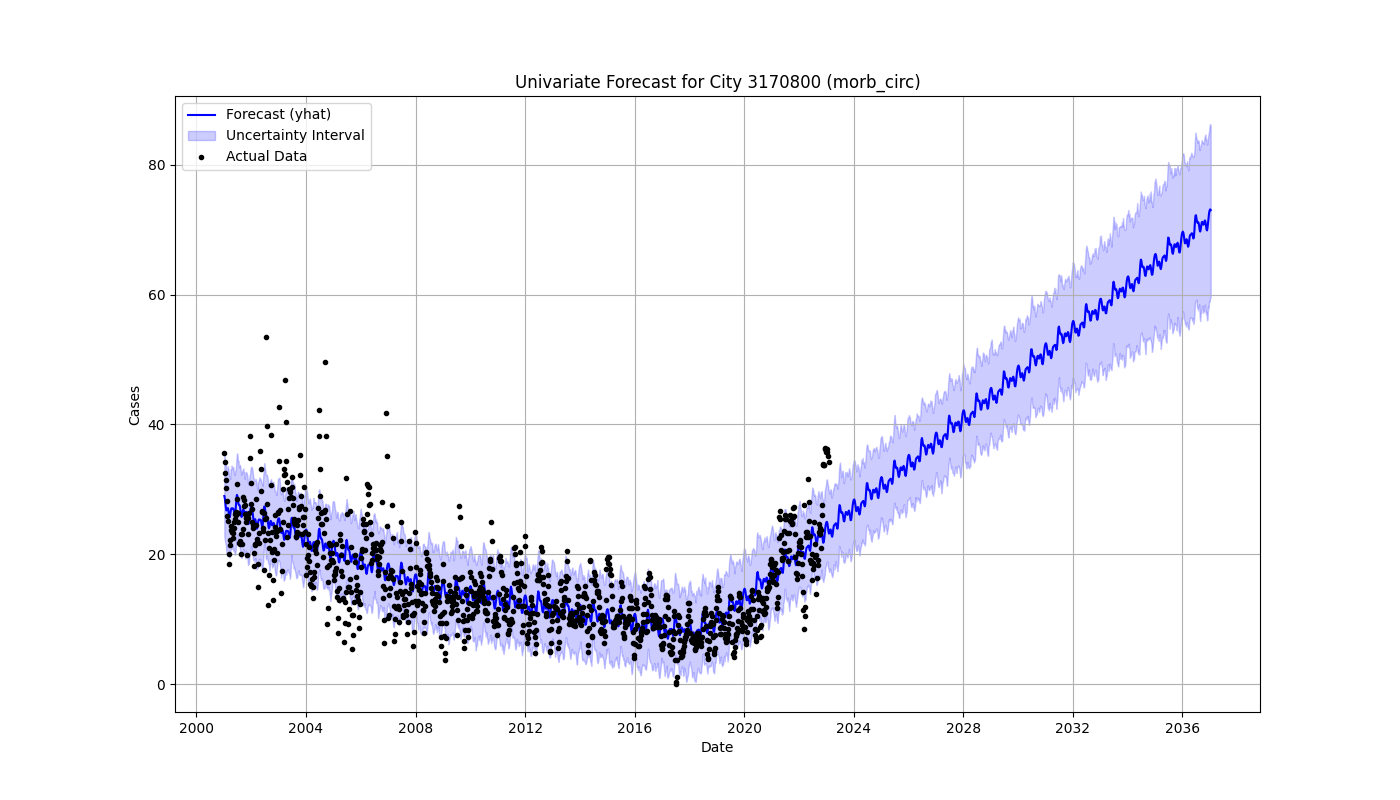 Univariate Forecast for City 3170800 (morb_circ)
Forecast (yhat)
Uncertainty Interval
Actual Data
80
60
40
20
0
Cases
2000 2004 2008 2012 2016 2020 2024 2028 2032 2036
Date